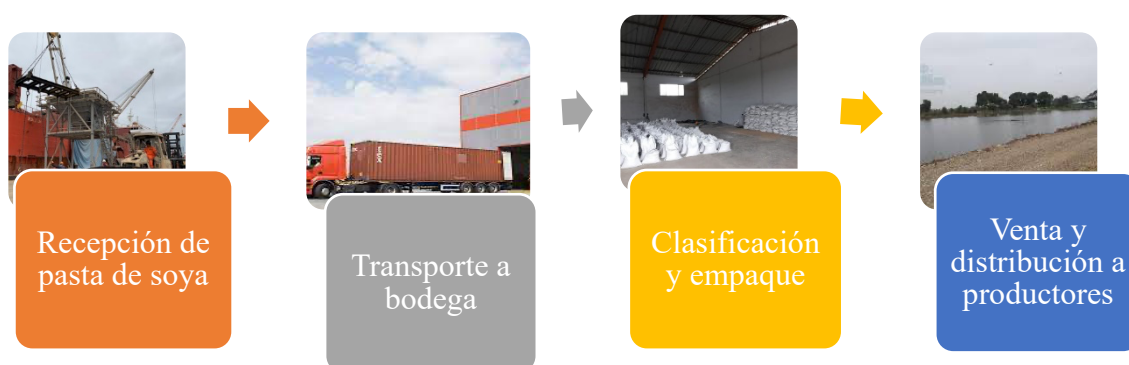 Recepción de
pasta de soya
Transporte a
bodega
Clasificación
y empaque
Venta y
distribución a
productores